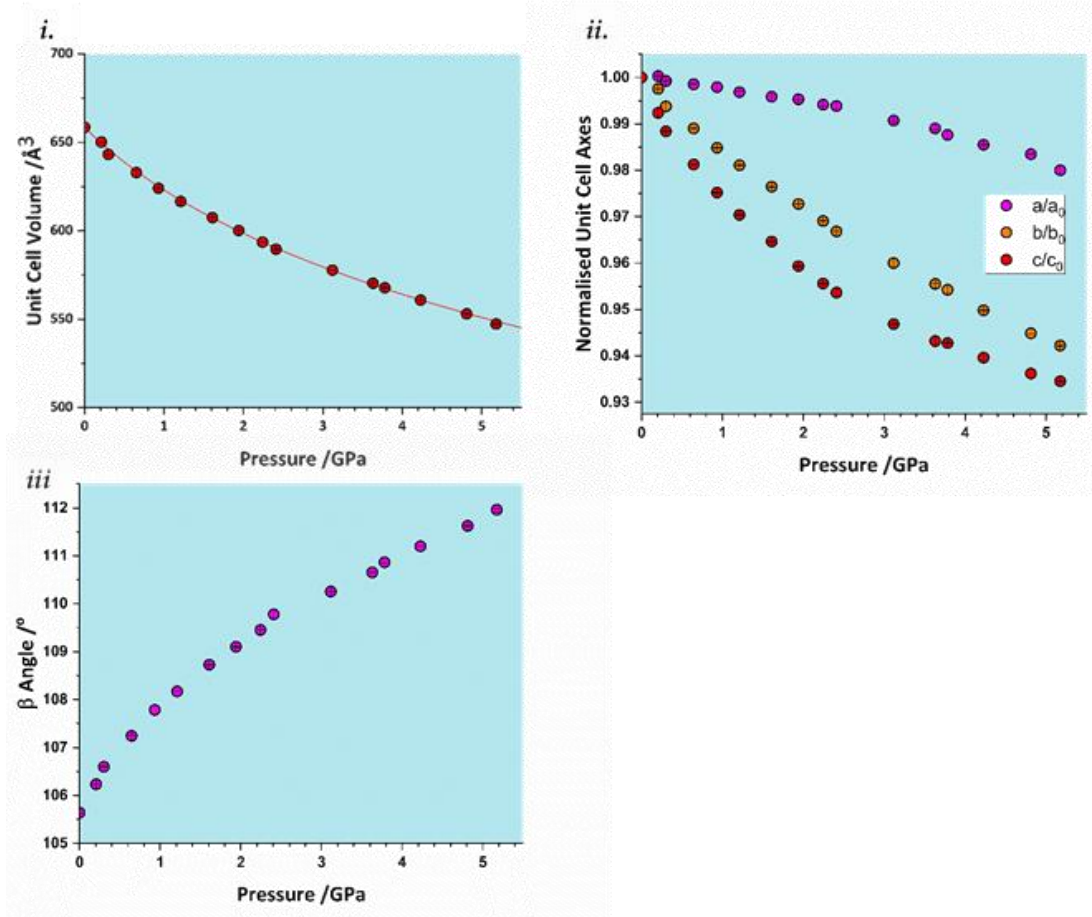 i.
700
650
600
550
500
Unit Cell Volume /Å3
0 1 2 3 4 5
Pressure /GPa
ii.
1.00
0.99
0.98
0.97
0.96
0.95
0.94
0.93
Normalised Unit Cell Axes
a/a0
b/b0
c/c0
0 1 2 3 4 5
Pressure /GPa
iii
112
111
110
109
108
107
106
105
β Angle /º
0 1 2 3 4 5
Pressure /GPa